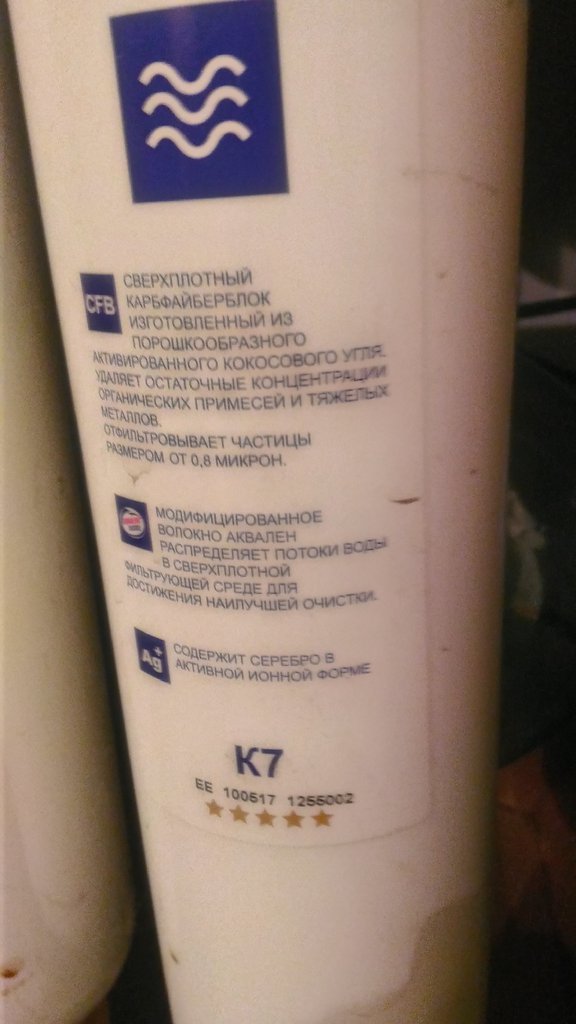 CFB
СВЕРХПЛОТНЫЙ
КАРБФАЙБЕРБЛОК
ИЗГОТОВЛЕННЫЙ ИЗ
ПОРОШКООБРАЗНОГО
АКТИВИРОВАННОГО КОКОСОВОГО УГЛЯ.
УДАЛЯЕТ ОСТАТОЧНЫЕ КОНЦЕНТРАЦИИ
ОРГАНИЧЕСКИХ ПРИМЕСЕЙ И ТЯЖЕЛЫХ
МЕТАЛЛОВ.
ОТФИЛЬТРОВЫВАЕТ ЧАСТИЦЫ
РАЗМЕРОМ ОТ 0,8 МИКРОН.
МОДИФИЦИРОВАННОЕ
ВОЛОКНО АКВАЛЕН
РАСПРЕДЕЛЯЕТ ПОТОКИ ВОДЫ
В СВЕРХПЛОТНОЙ
ФИЛЬТРУЮЩЕЙ СРЕДЕ ДЛЯ
ДОСТИЖЕНИЯ НАИЛУЧШЕЙ ОЧИСТКИ.
Ag+
СОДЕРЖИТ СЕРЕБРО В
АКТИВНОЙ ИОННОЙ ФОРМЕ
К7
EE 100517 1255002